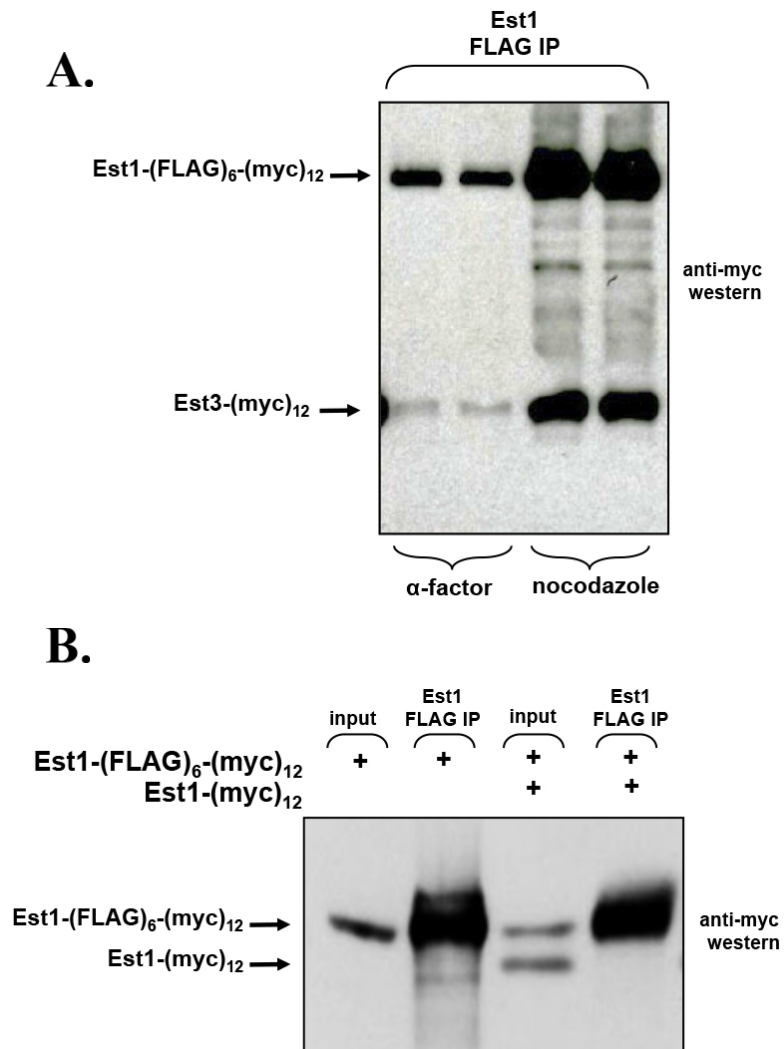 Est1
FLAG IP
A.
Est1-(FLAG)6-(myc)12
anti-myc
western
Est3-(myc)12
α-factor nocodazole
B.
input Est1 FLAG IP input Est1 FLAG IP
Est1-(FLAG)6-(myc)12 + + + +
Est1-(myc)12 + +
Est1-(FLAG)6-(myc)12
anti-myc
western
Est1-(myc)12